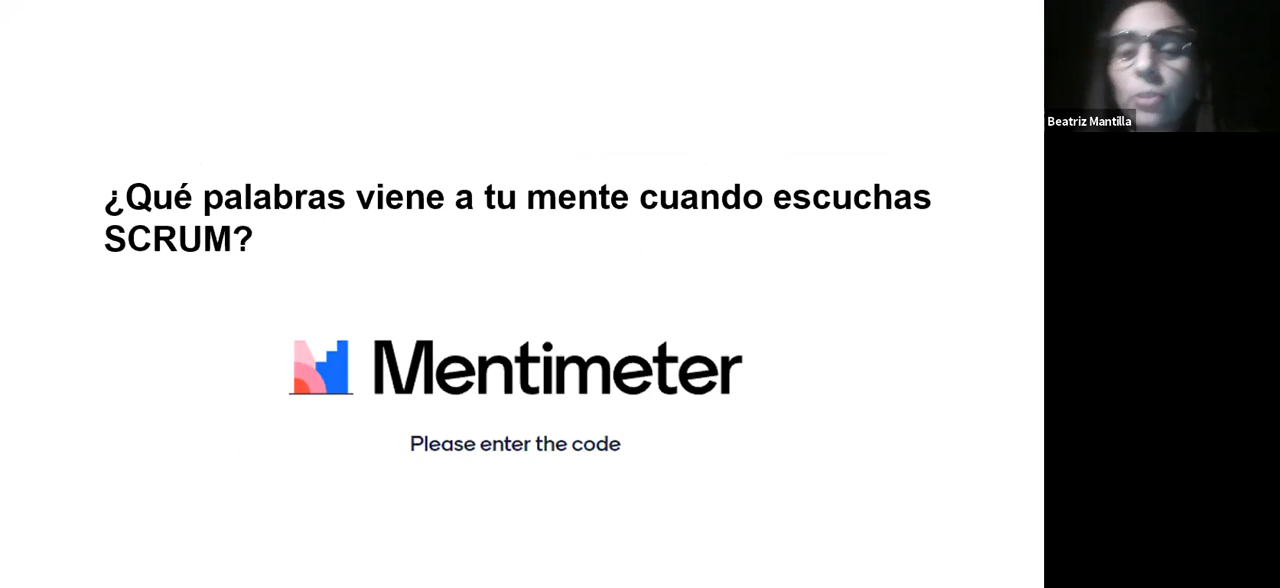 ¿Qué palabras viene a tu mente cuando escuchas
SCRUM?
Mentimeter
Please enter the code
Beatriz Mantilla